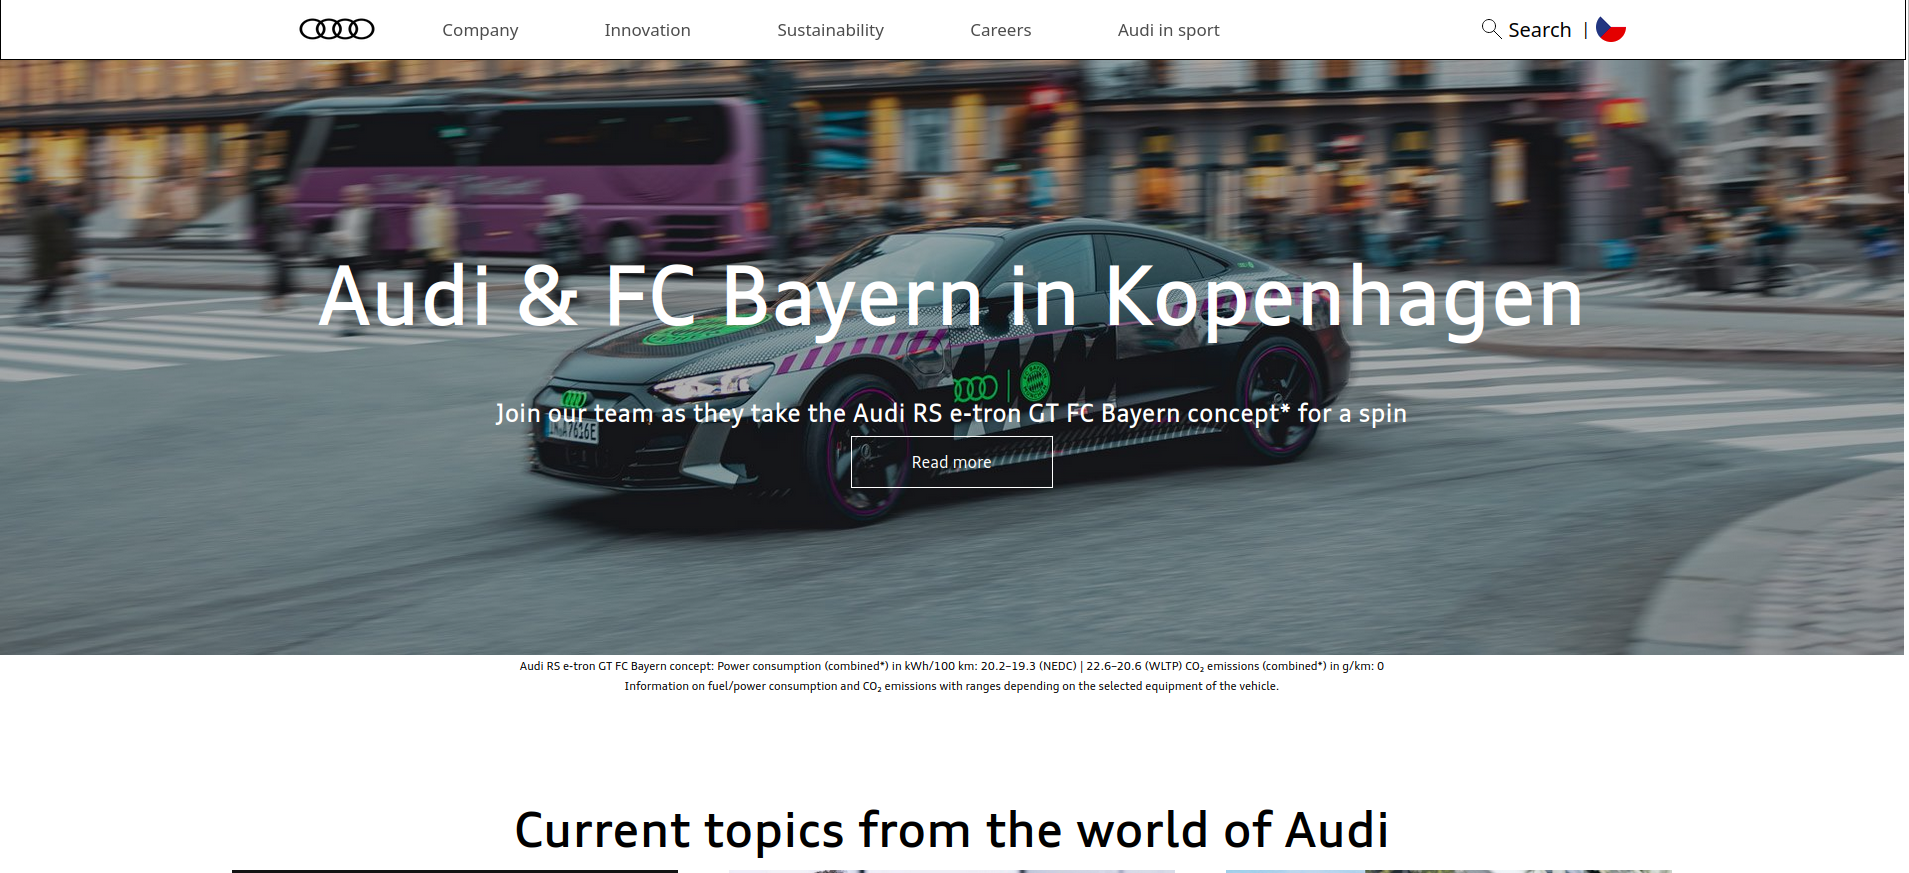 Company Innovation Sustainability Careers Audi in sport Search |
Audi & FC Bayern in Kopenhagen
Join our team as they take the Audi RS e-tron GT FC Bayern concept* for a spin
Read more
Audi RS e-tron GT FC Bayern concept: Power consumption (combined*) in kWh/100 km: 20.2–19.3 (NEDC) | 22.6–20.6 (WLTP) CO₂ emissions (combined*) in g/km: 0
Information on fuel/power consumption and CO₂ emissions with ranges depending on the selected equipment of the vehicle.
Current topics from the world of Audi